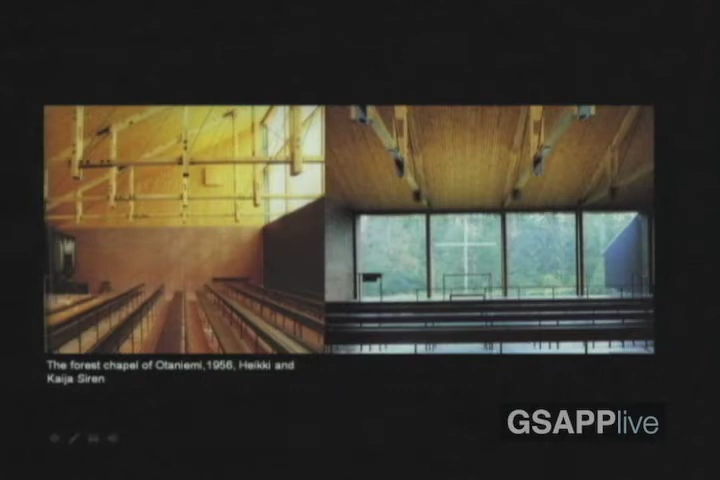 The forest chapel of Otaniemi,1956, Heikki and
Kaija Siren
GSAPPlive